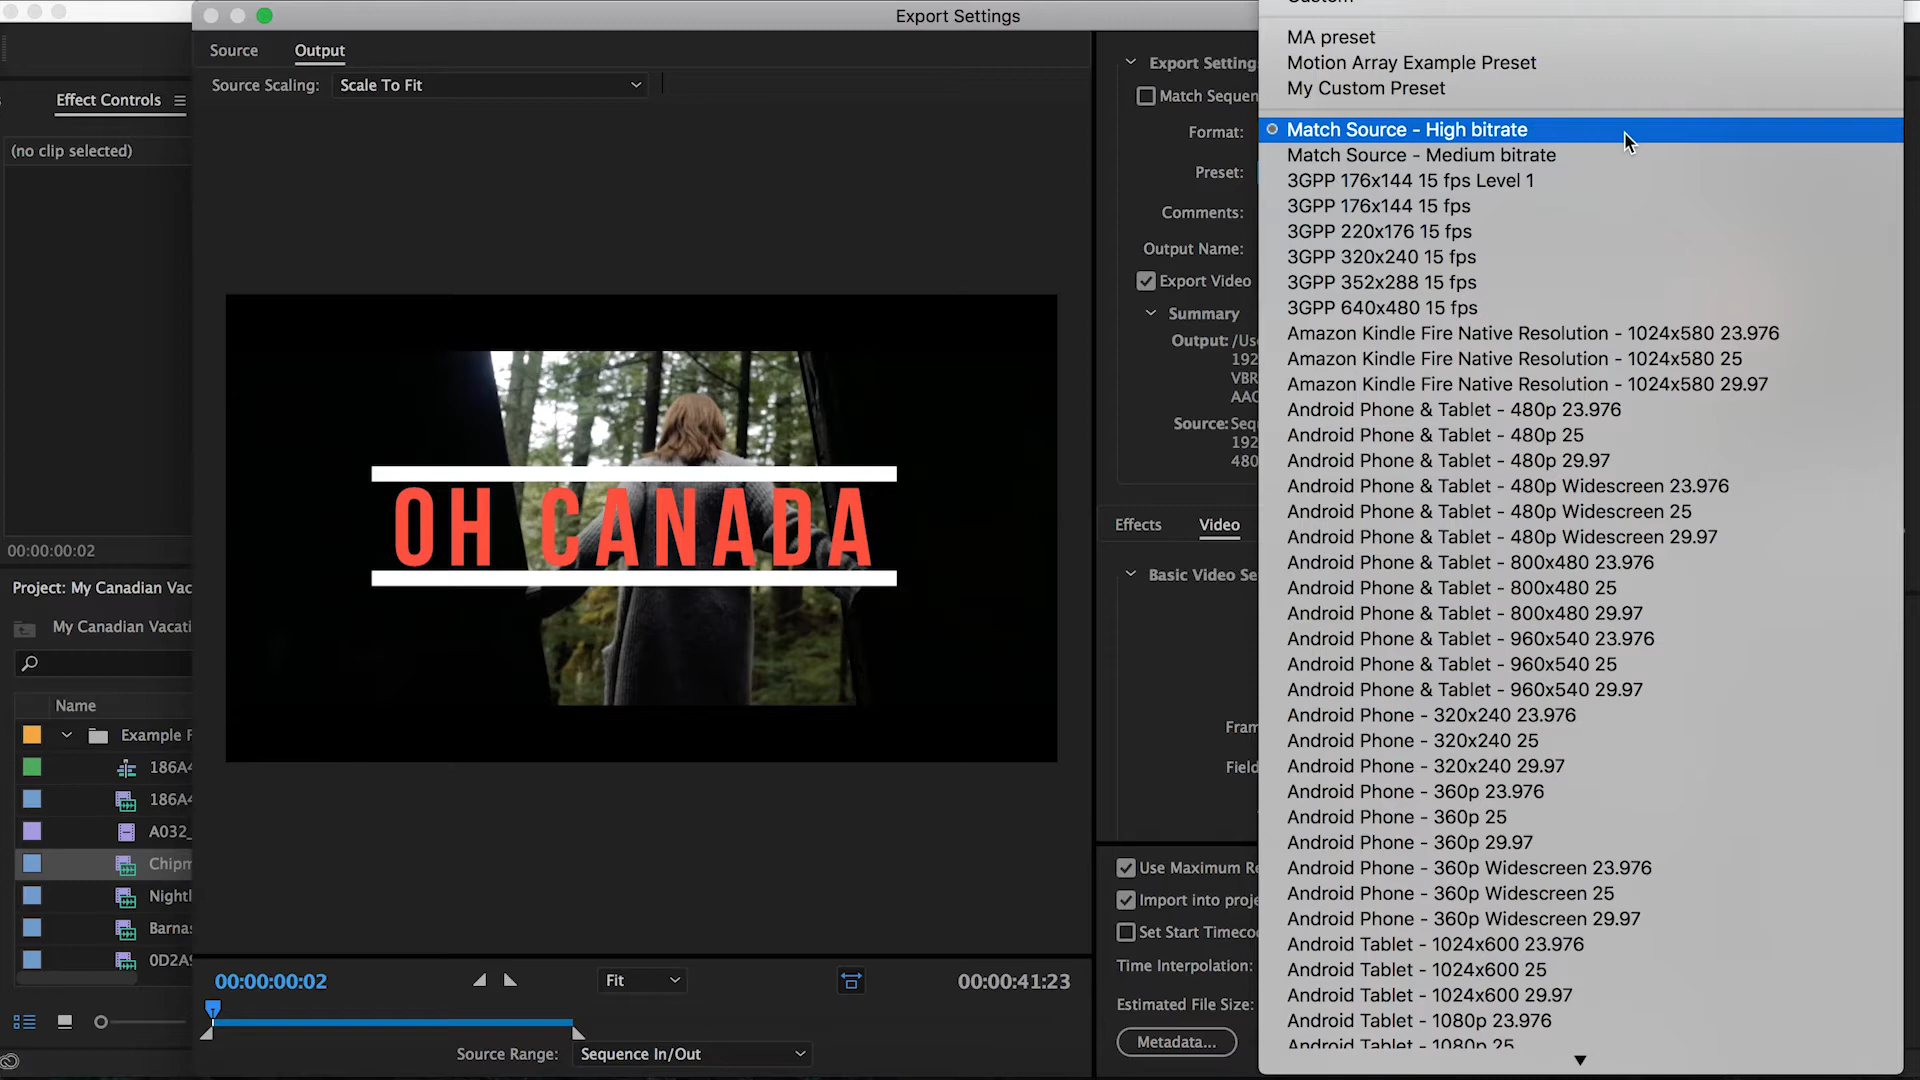 Export Settings
Source
Output
Source Scaling:
Scale To Fit
Effect Controls
(no clip selected)
00:00:00:02
Project: My Canadian Vac
My Canadian Vacati
Name
Example F
186A4
186A4
A032_
Chipm
Night
Barnas
0D2A9
OH CANADA
00:00:00:02
Fit
00:00:41:23
Source Range:
Sequence In/Out
Export Setting
Match Sequen
Format:
Preset:
Comments:
Output Name:
Export Video
Summary
Output: /Use
192
VBR
AAC
Source: Seq
192
480
Effects
Video
Basic Video Se
Fram
Field
Use Maximum Re
Import into proje
Set Start Timeco
Time Interpolation:
Estimated File Size:
Metadata...
Custom
MA preset
Motion Array Example Preset
My Custom Preset
Match Source - High bitrate
Match Source - Medium bitrate
3GPP 176x144 15 fps Level 1
3GPP 176x144 15 fps
3GPP 220x176 15 fps
3GPP 320x240 15 fps
3GPP 352x288 15 fps
3GPP 640x480 15 fps
Amazon Kindle Fire Native Resolution - 1024x580 23.976
Amazon Kindle Fire Native Resolution - 1024x580 25
Amazon Kindle Fire Native Resolution - 1024x580 29.97
Android Phone & Tablet - 480p 23.976
Android Phone & Tablet - 480p 25
Android Phone & Tablet - 480p 29.97
Android Phone & Tablet - 480p Widescreen 23.976
Android Phone & Tablet - 480p Widescreen 25
Android Phone & Tablet - 480p Widescreen 29.97
Android Phone & Tablet - 800x480 23.976
Android Phone & Tablet - 800x480 25
Android Phone & Tablet - 800x480 29.97
Android Phone & Tablet - 960x540 23.976
Android Phone & Tablet - 960x540 25
Android Phone & Tablet - 960x540 29.97
Android Phone - 320x240 23.976
Android Phone - 320x240 25
Android Phone - 320x240 29.97
Android Phone - 360p 23.976
Android Phone - 360p 25
Android Phone - 360p 29.97
Android Phone - 360p Widescreen 23.976
Android Phone - 360p Widescreen 25
Android Phone - 360p Widescreen 29.97
Android Tablet - 1024x600 23.976
Android Tablet - 1024x600 25
Android Tablet - 1024x600 29.97
Android Tablet - 1080p 23.976
Android Tablet - 1080p 25